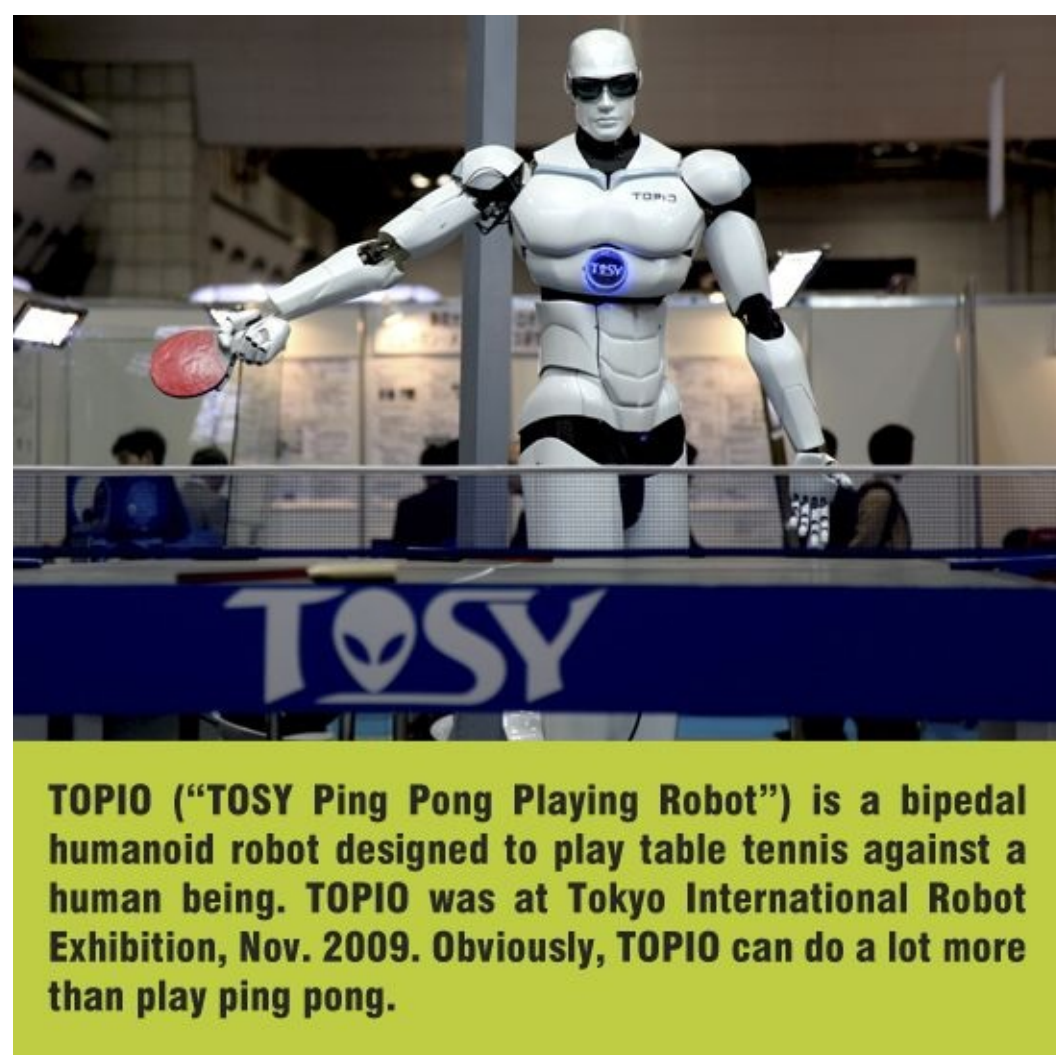 TOPIO
TOSY
TOSY
TOPIO (“TOSY Ping Pong Playing Robot”) is a bipedal
humanoid robot designed to play table tennis against a
human being. TOPIO was at Tokyo International Robot
Exhibition, Nov. 2009. Obviously, TOPIO can do a lot more
than play ping pong.